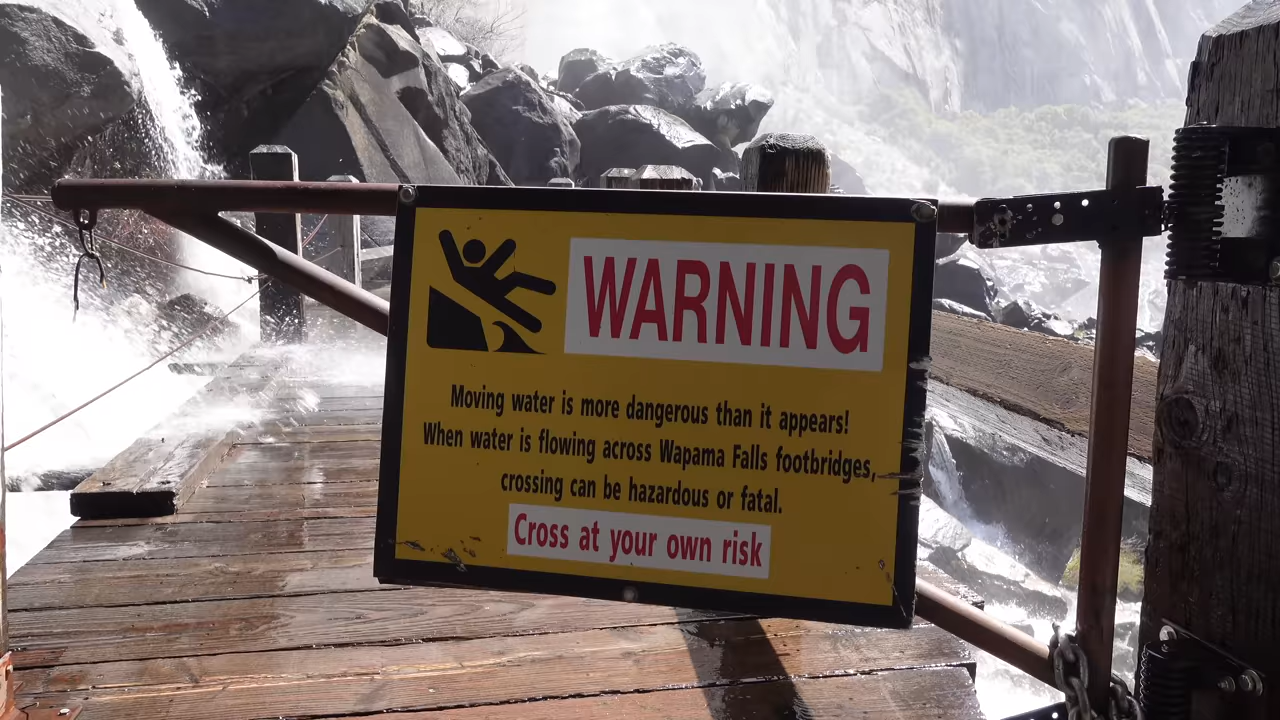 WARNING
Moving water is more dangerous than it appears!
When water is flowing across Wapama Falls footbridges,
crossing can be hazardous or fatal.
Cross at your own risk